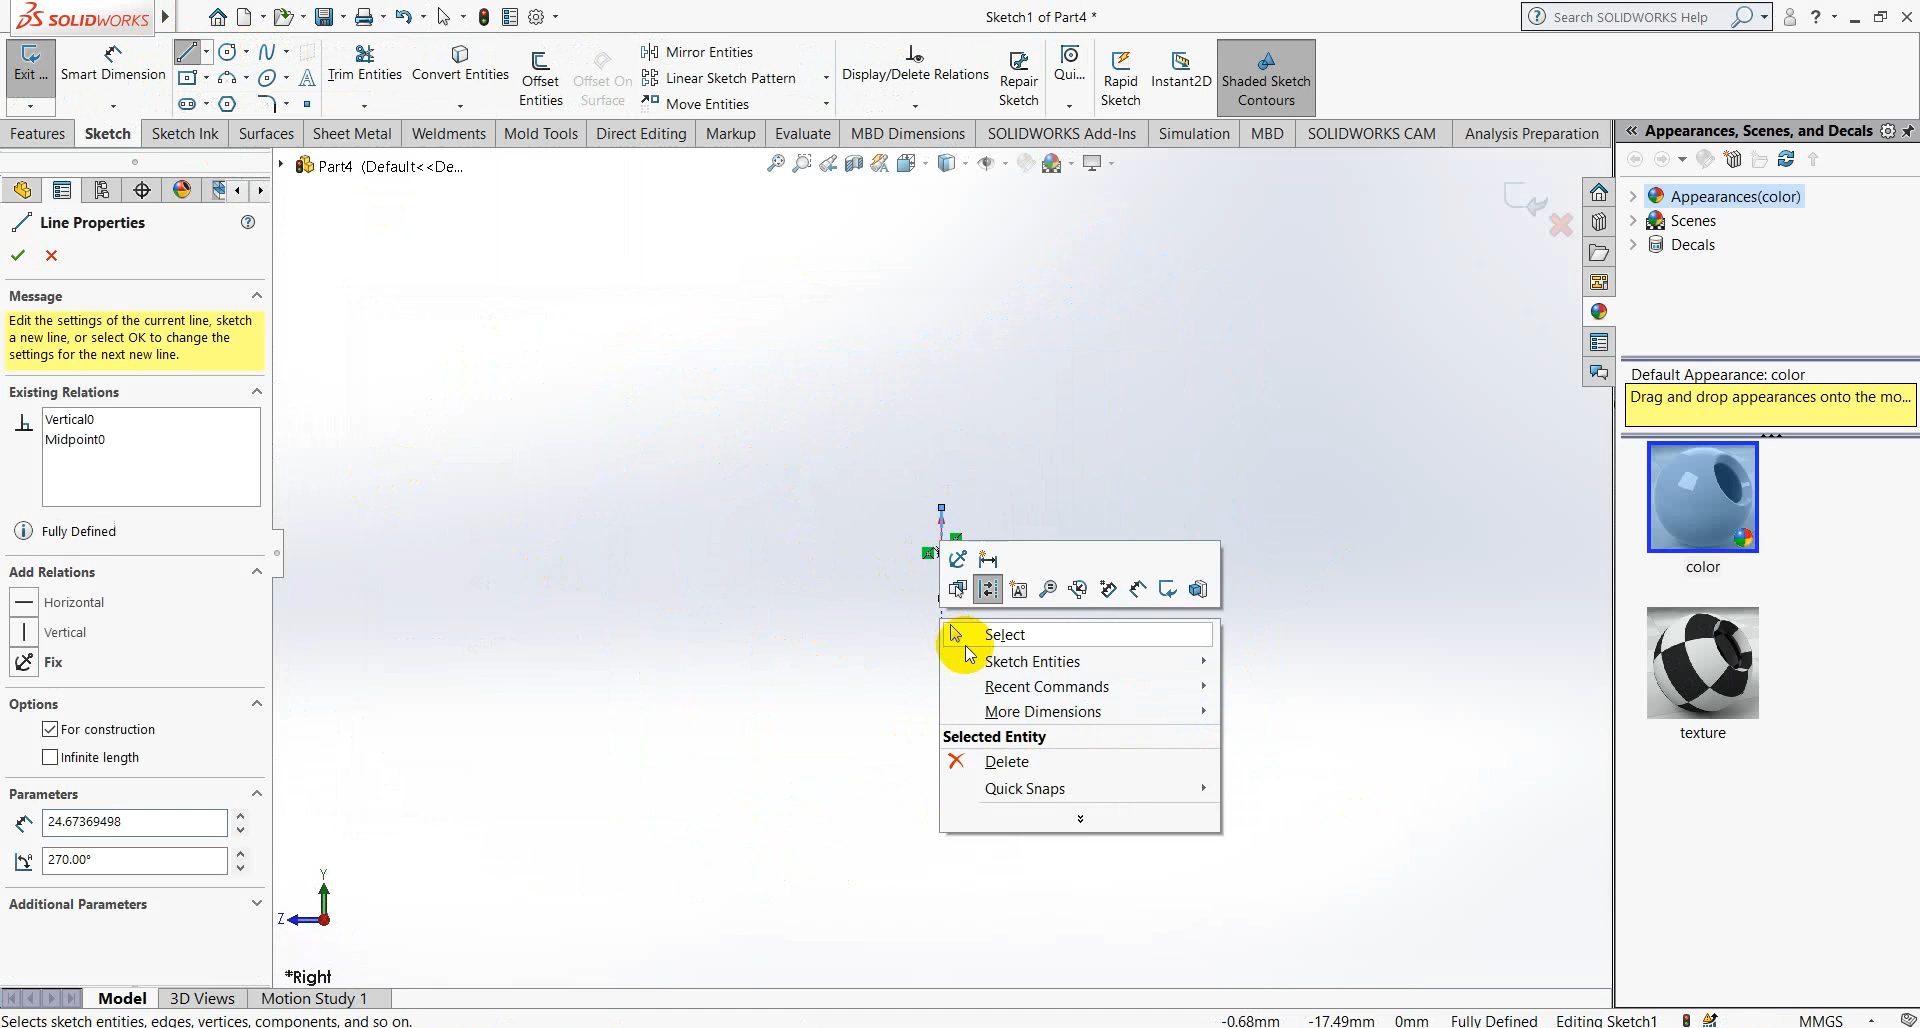 SOLIDWORKS
Sketch1 of Part4 *
Search SOLIDWORKS Help
?
Exit ...
Smart Dimension
Trim Entities
Convert Entities
Offset
Entities
Offset On
Surface
Mirror Entities
Linear Sketch Pattern
Move Entities
Display/Delete Relations
Repair
Sketch
Qui...
Rapid
Sketch
Instant2D
Shaded Sketch
Contours
Features
Sketch
Sketch Ink
Surfaces
Sheet Metal
Weldments
Mold Tools
Direct Editing
Markup
Evaluate
MBD Dimensions
SOLIDWORKS Add-Ins
Simulation
MBD
SOLIDWORKS CAM
Analysis Preparation
Part4 (Default<<De...
Line Properties
Message
Edit the settings of the current line, sketch
a new line, or select OK to change the
settings for the next new line.
Existing Relations
Vertical0
Midpoint0
Fully Defined
Add Relations
Horizontal
Vertical
Fix
Options
For construction
Infinite length
Parameters
24.67369498
270.00°
Additional Parameters
Select
Sketch Entities
Recent Commands
More Dimensions
Selected Entity
Delete
Quick Snaps
Y
Z
*Right
Appearances, Scenes, and Decals
Appearances(color)
Scenes
Decals
Default Appearance: color
Drag and drop appearances onto the mo...
color
texture
Model
3D Views
Motion Study 1
Selects sketch entities, edges, vertices, components, and so on.
-0.68mm
-17.49mm
0mm
Fully Defined
Editing Sketch1
MMGS